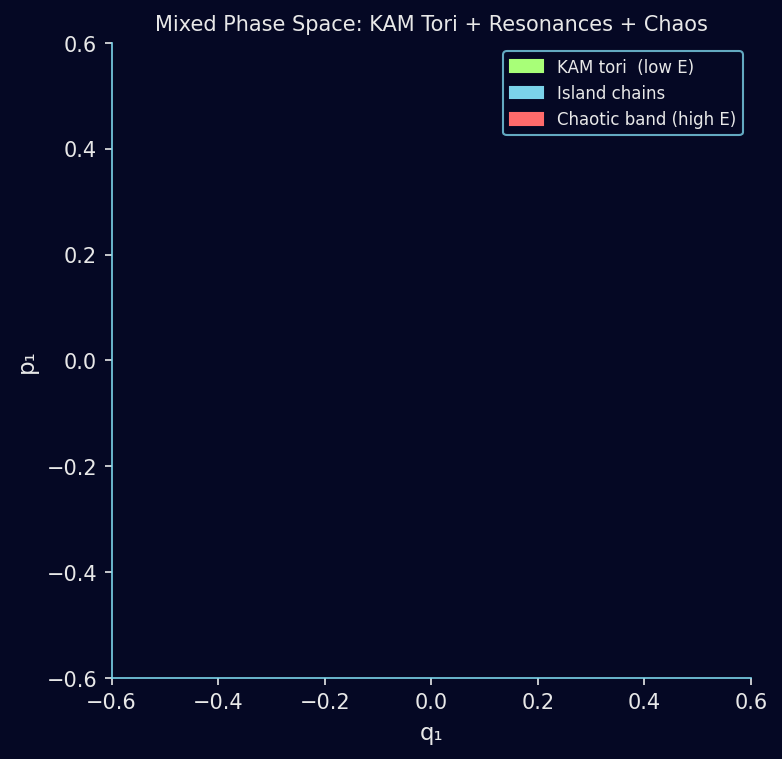 Mixed Phase Space: KAM Tori + Resonances + Chaos
KAM tori (low E)
Island chains
Chaotic band (high E)
0.6
0.4
0.2
0.0
−0.2
−0.4
−0.6
p₁
−0.6
−0.4
−0.2
0.0
0.2
0.4
0.6
q₁